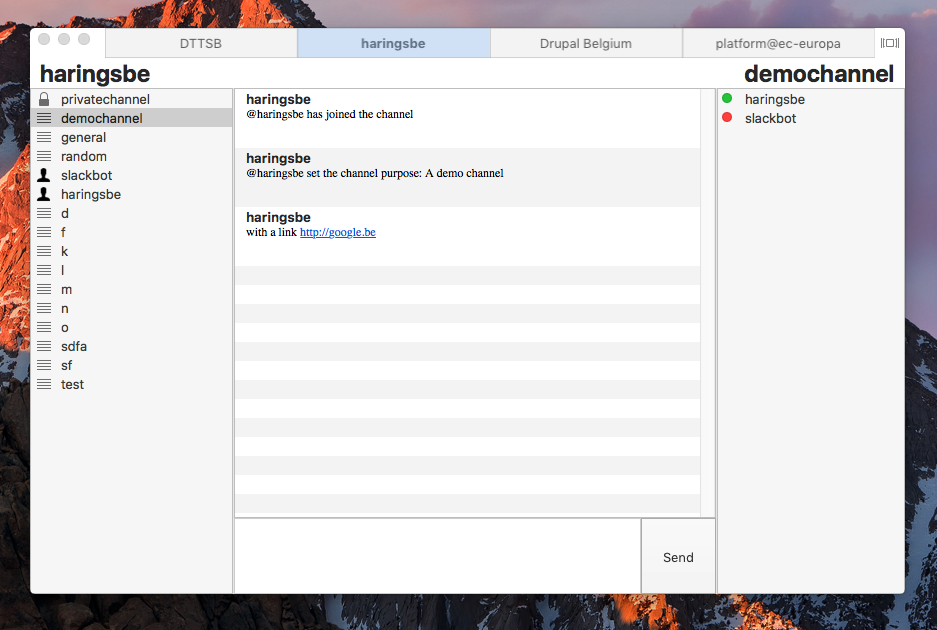 DTTSB
haringsbe
Drupal Belgium
platform@ec-europa
haringsbe
demochannel
privatechannel
demochannel
general
random
slackbot
haringsbe
d
f
k
l
m
n
o
sdfa
sf
test
haringsbe
@haringsbe has joined the channel
haringsbe
@haringsbe set the channel purpose: A demo channel
haringsbe
with a link http://google.be
Send
haringsbe
slackbot